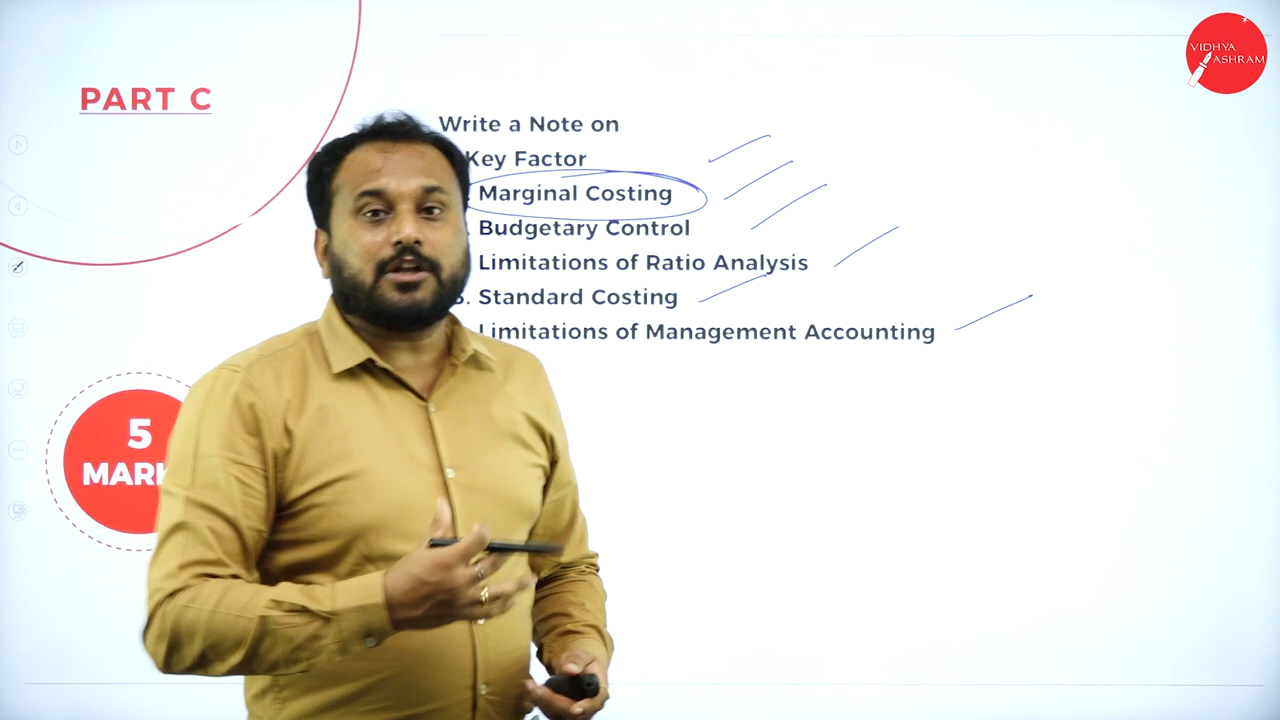 PART C
VIDHYA
ASHRAM
Write a Note on
Key Factor
Marginal Costing
Budgetary Control
Limitations of Ratio Analysis
Standard Costing
Limitations of Management Accounting
5